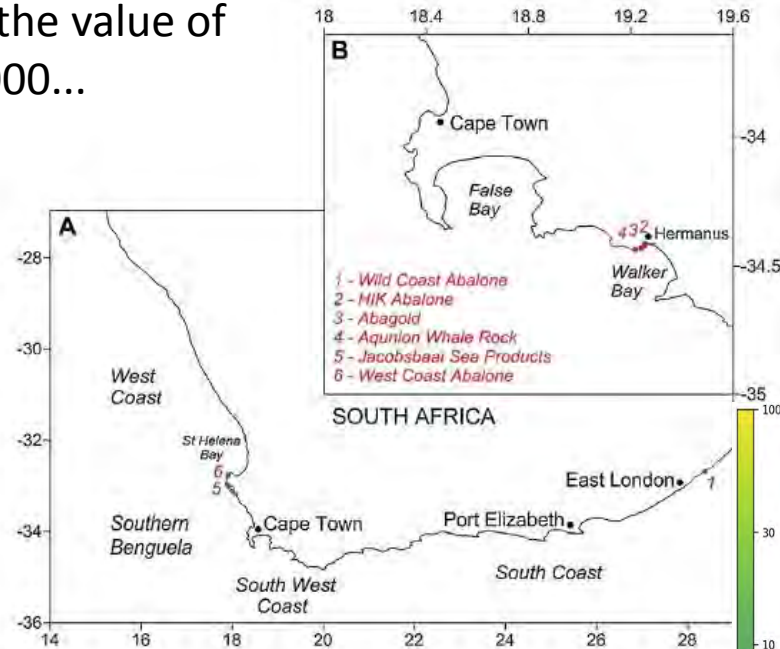 the value of
000...
18
18.4
18.8
19.2
19.6
B
Cape Town
-34
False
Bay
432
Hermanus
Walker
Bay
-34.5
1 - Wild Coast Abalone
2 - HIK Abalone
3 - Abagold
4 - Aqunion Whale Rock
5 - Jacobsbaai Sea Products
6 - West Coast Abalone
-35
A
-28
-30
West
Coast
-32
St Helena
Bay
6
5
SOUTH AFRICA
East London
1
Southern
Benguela
-34
Cape Town
Port Elizabeth
South West
Coast
South Coast
-36
14
16
18
20
22
24
26
28
100
30
10